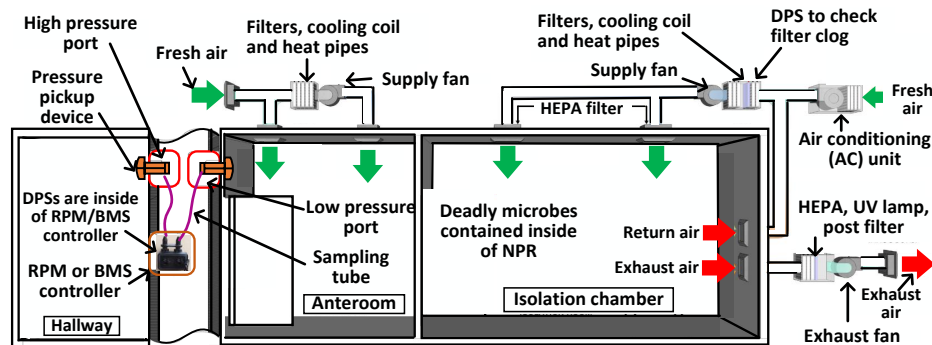 High pressure
port
Pressure
pickup
device
DPSs are inside
of RPM/BMS
controller
RPM or BMS
controller
Hallway
Fresh air
Filters, cooling coil
and heat pipes
Supply fan
Low pressure
port
Sampling
tube
Anteroom
Filters, cooling coil
and heat pipes
Supply fan
HEPA filter
DPS to check
filter clog
Fresh
air
Air conditioning
(AC) unit
Deadly microbes
contained inside
of NPR
Return air
Exhaust air
Isolation chamber
HEPA, UV lamp,
post filter
Exhaust
air
Exhaust fan